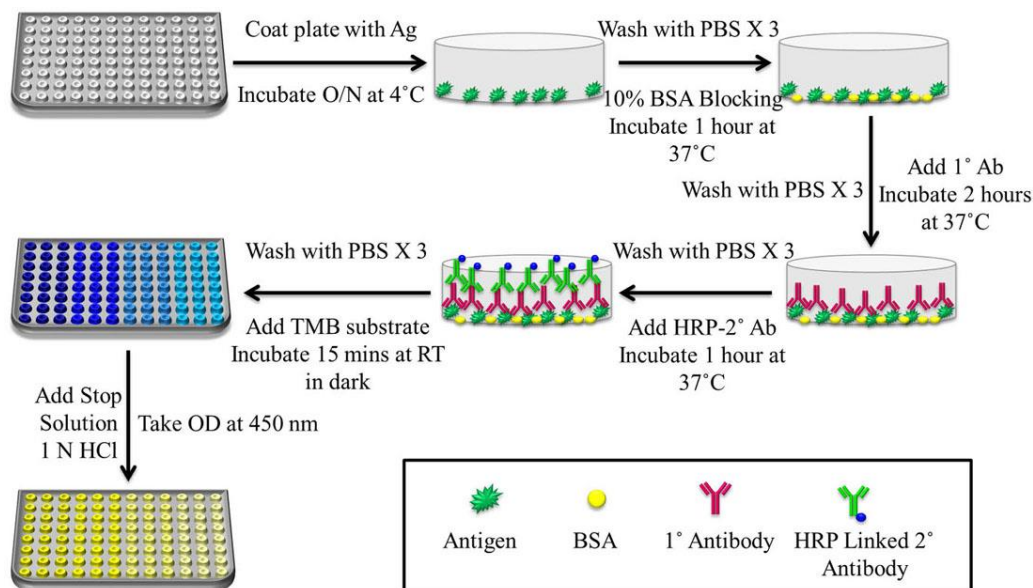 Coat plate with Ag
Incubate O/N at 4˚C
Wash with PBS X 3
10% BSA Blocking
Incubate 1 hour at
37˚C
Wash with PBS X 3
Add 1˚ Ab
Incubate 2 hours
at 37˚C
Wash with PBS X 3
Add HRP-2˚ Ab
Incubate 1 hour at
37˚C
Wash with PBS X 3
Add TMB substrate
Incubate 15 mins at RT
in dark
Add Stop
Solution
1 N HCl
Take OD at 450 nm
Antigen
BSA
1˚ Antibody
HRP Linked 2˚
Antibody